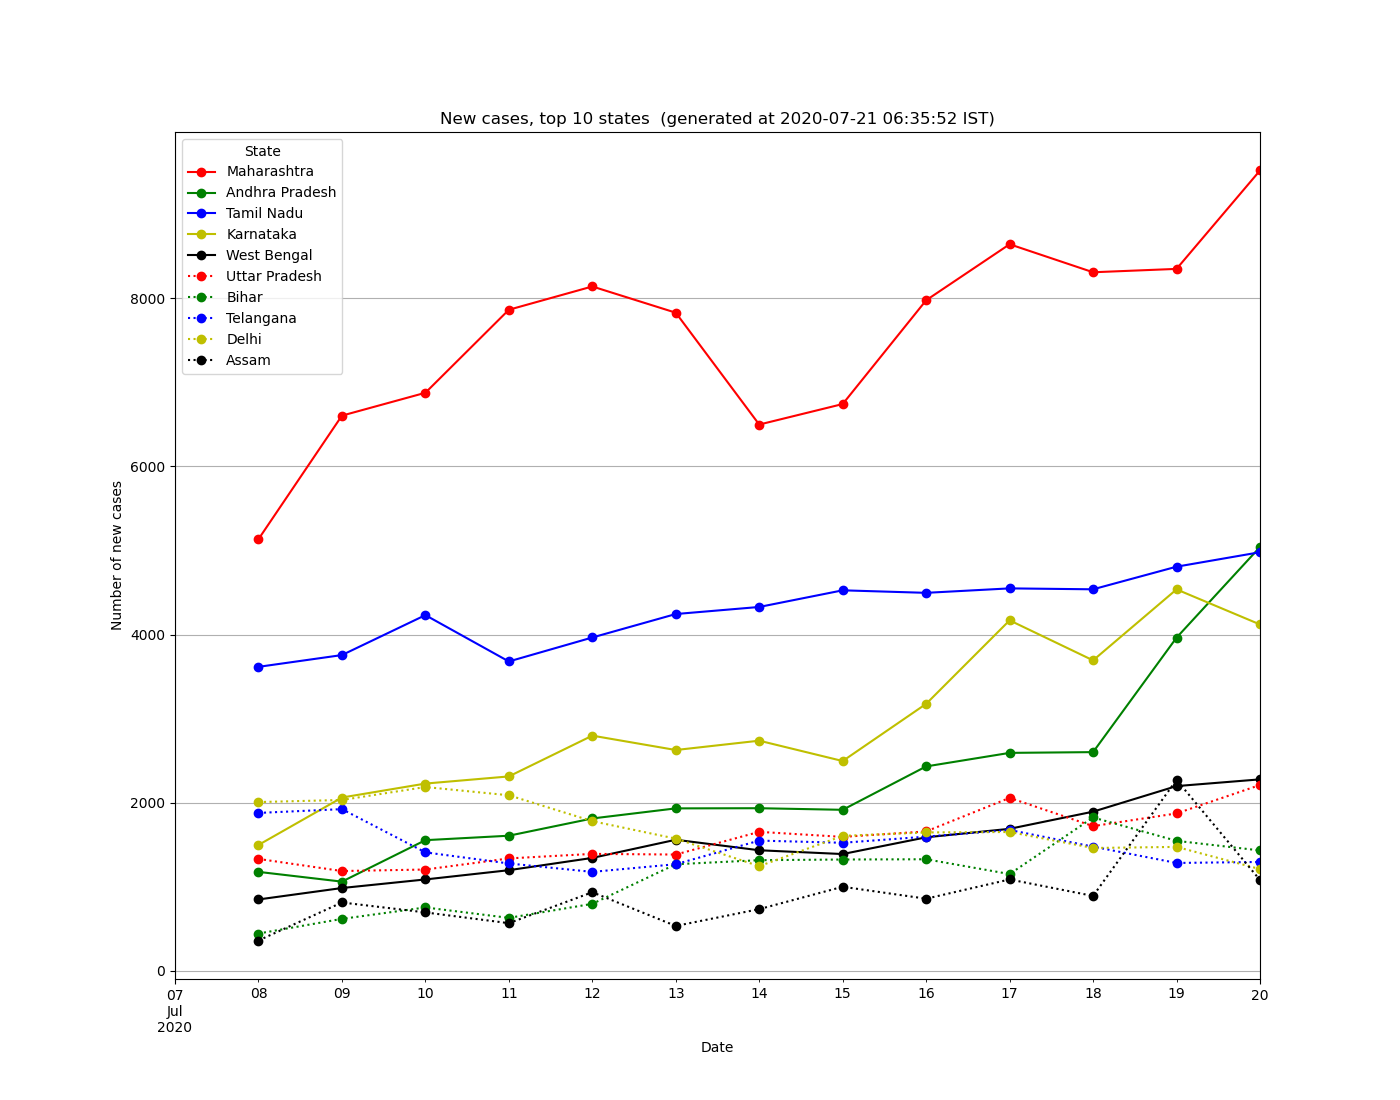 New cases, top 10 states  (generated at 2020-07-21 06:35:52 IST)
State
Maharashtra
Andhra Pradesh
Tamil Nadu
Karnataka
West Bengal
Uttar Pradesh
Bihar
Telangana
Delhi
Assam
Number of new cases
8000
6000
4000
2000
0
07 08 09 10 11 12 13 14 15 16 17 18 19 20
Jul
2020
Date